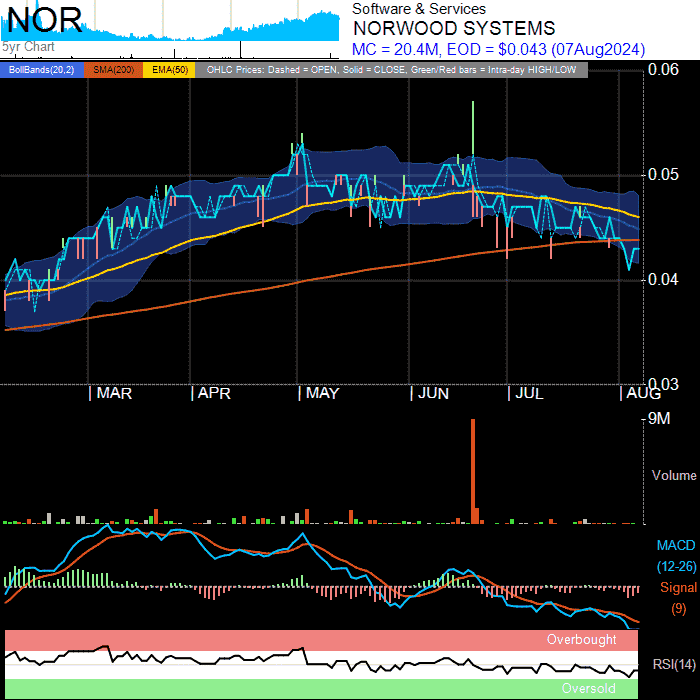 NOR
5yr Chart
Software & Services
NORWOOD SYSTEMS
MC = 20.4M, EOD = $0.043 (07Aug2024)
BollBands(20,2) SMA(200) EMA(50) OHLC Prices: Dashed = OPEN, Solid = CLOSE, Green/Red bars = Intra-day HIGH/LOW
0.06
0.05
0.04
0.03
MAR APR MAY JUN JUL AUG
9M
Volume
MACD
(12-26)
Signal
(9)
Overbought
RSI(14)
Oversold